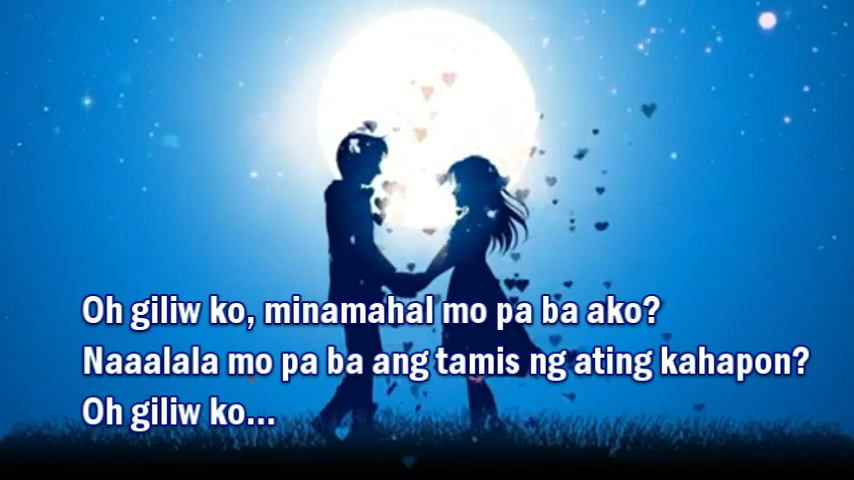 Oh giliw ko, minamahal mo pa ba ako?
Naaalala mo pa ba ang tamis ng ating kahapon?
Oh giliw ko...